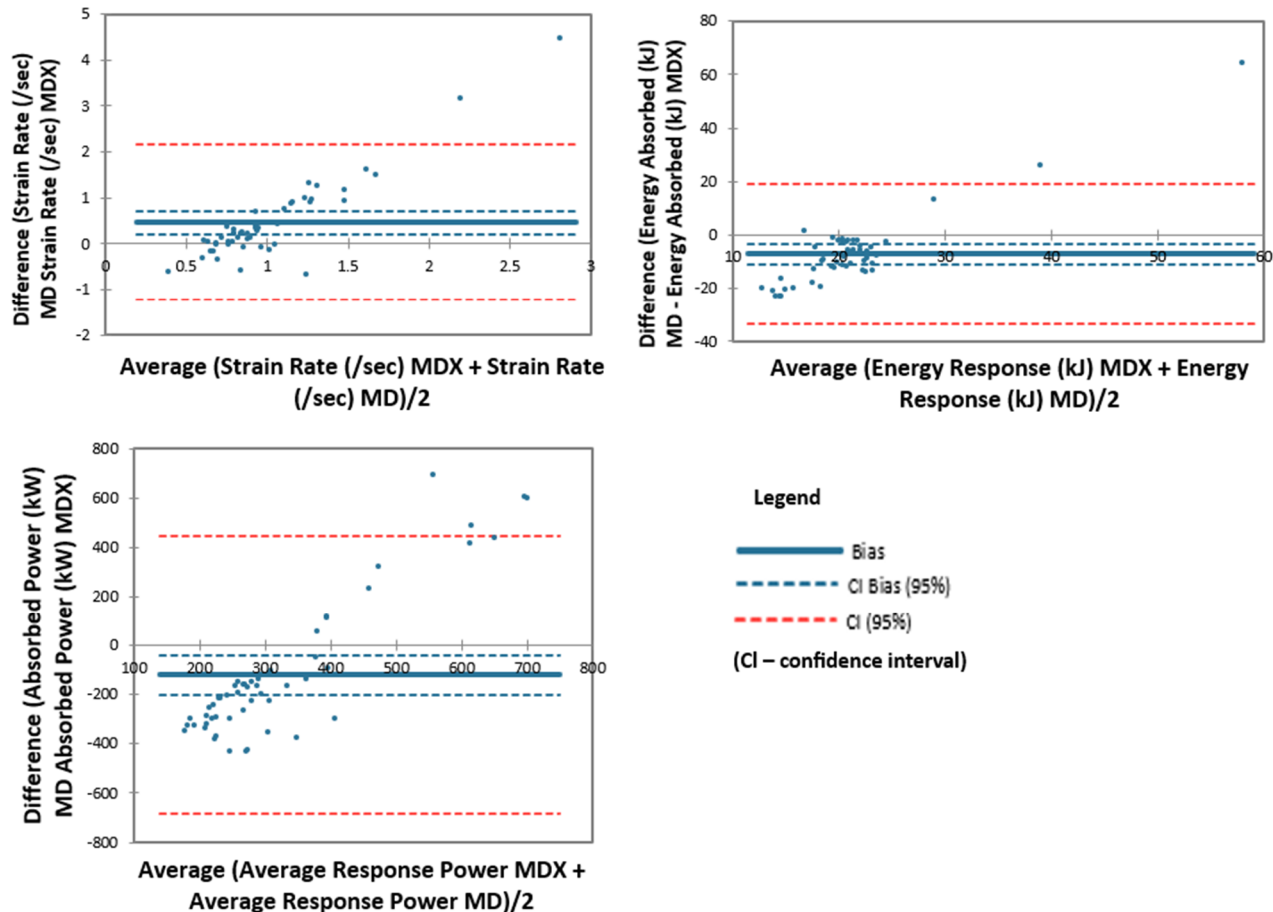 Difference (Strain Rate (/sec)
MD Strain Rate (/sec) MDX)
5
4
3
2
1
0
-1
-2
0
0.5
1
1.5
2
2.5
3
Average (Strain Rate (/sec) MDX + Strain Rate
(/sec) MD)/2
Difference (Energy Absorbed (kJ)
MD - Energy Absorbed (kJ) MDX)
80
60
40
20
0
-20
-40
10
20
30
40
50
60
Average (Energy Response (kJ) MDX + Energy
Response (kJ) MD)/2
Difference (Absorbed Power (kW)
MD Absorbed Power (kW) MDX)
800
600
400
200
0
-200
-400
-600
-800
100
200
300
400
500
600
700
800
Average (Average Response Power MDX +
Average Response Power MD)/2
Legend
Bias
CI Bias (95%)
CI (95%)
(CI – confidence interval)